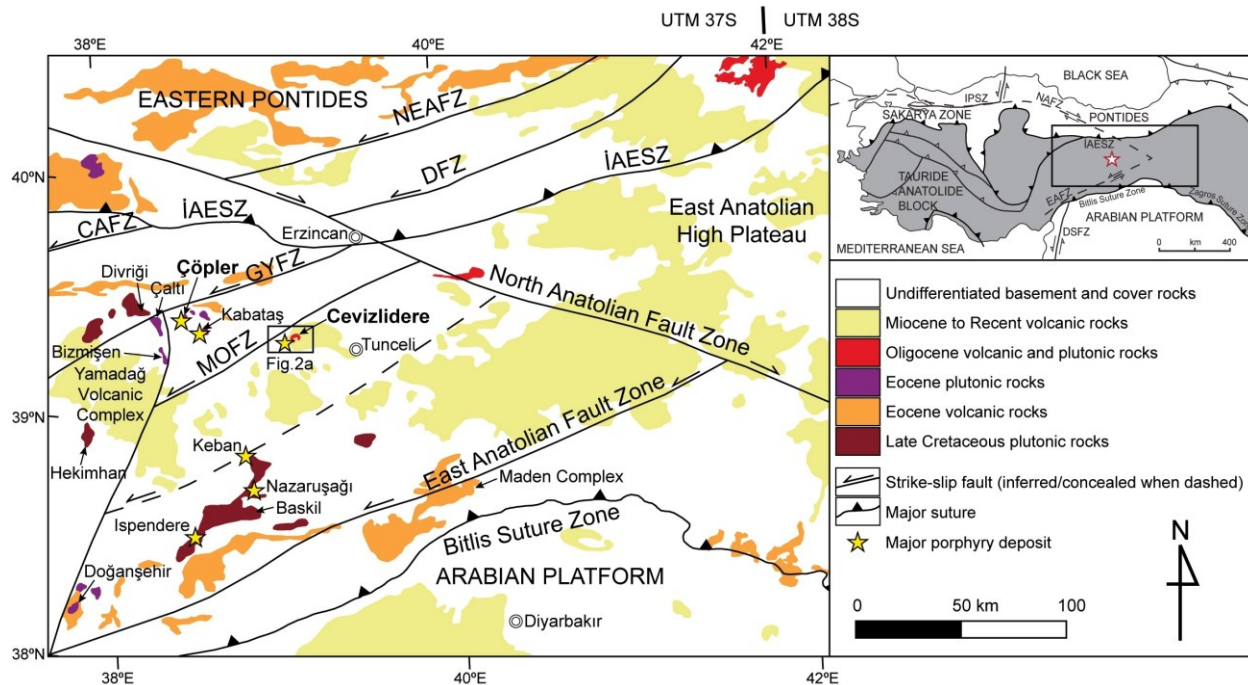 UTM 37S
UTM 38S
38ºE
40ºE
42ºE
EASTERN PONTIDES
NEAFZ
DFZ
İAESZ
40ºN
CAFZ
İAESZ
Erzincan
East Anatolian
High Plateau
GYFZ
Divriği
Çaltı
Çöpler
Kabataş
Cevizlidere
North Anatolian Fault Zone
Tunceli
Fig.2a
MOFZ
Bizmişen
Yamadağ
Volcanic
Complex
39ºN
Hekimhan
Keban
Nazaruşağı
Baskil
Ispendere
East Anatolian Fault Zone
Maden Complex
Bitlis Suture Zone
Doğanşehir
ARABIAN PLATFORM
Diyarbakır
38ºN
38ºE
40ºE
42ºE
BLACK SEA
IPSZ
NAFZ
SAKARYA ZONE
PONTIDES
IAESZ
TAURIDE
ANATOLIDE
BLOCK
EAFZ
Bitlis Suture Zone
Zagros Suture Zone
ARABIAN PLATFORM
DSFZ
MEDITERRANEAN SEA
0 km 400
Undifferentiated basement and cover rocks
Miocene to Recent volcanic rocks
Oligocene volcanic and plutonic rocks
Eocene plutonic rocks
Eocene volcanic rocks
Late Cretaceous plutonic rocks
Strike-slip fault (inferred/concealed when dashed)
Major suture
Major porphyry deposit
N
0 50 km 100